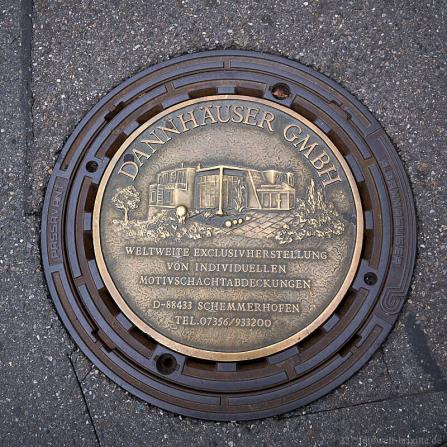 DANNHÄUSER GMBH
WELTWEITE EXCLUSIVHERSTELLUNG
VON INDIVIDUELLEN
MOTIVSCHACHTABDECKUNGEN
D-88433 SCHEMMERHOFEN
TEL.07356/933200